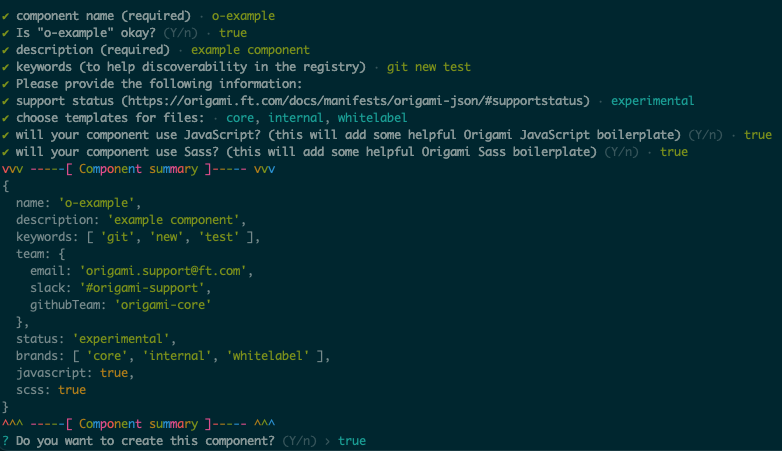 ✔ component name (required) · o-example
✔ Is "o-example" okay? (Y/n) · true
✔ description (required) · example component
✔ keywords (to help discoverability in the registry) · git new test
✔ Please provide the following information:
✔ support status (https://origami.ft.com/docs/manifests/origami-json/#supportstatus) · experimental
✔ choose templates for files: · core, internal, whitelabel
✔ will your component use JavaScript? (this will add some helpful Origami JavaScript boilerplate) (Y/n) · true
✔ will your component use Sass? (this will add some helpful Origami Sass boilerplate) (Y/n) · true
vvv -----[ Component summary ]----- vvv
{
  name: 'o-example',
  description: 'example component',
  keywords: [ 'git', 'new', 'test' ],
  team: {
    email: 'origami.support@ft.com',
    slack: '#origami-support',
    githubTeam: 'origami-core'
  },
  status: 'experimental',
  brands: [ 'core', 'internal', 'whitelabel' ],
  javascript: true,
  scss: true
}
^^^ -----[ Component summary ]----- ^^^
? Do you want to create this component? (Y/n) › true